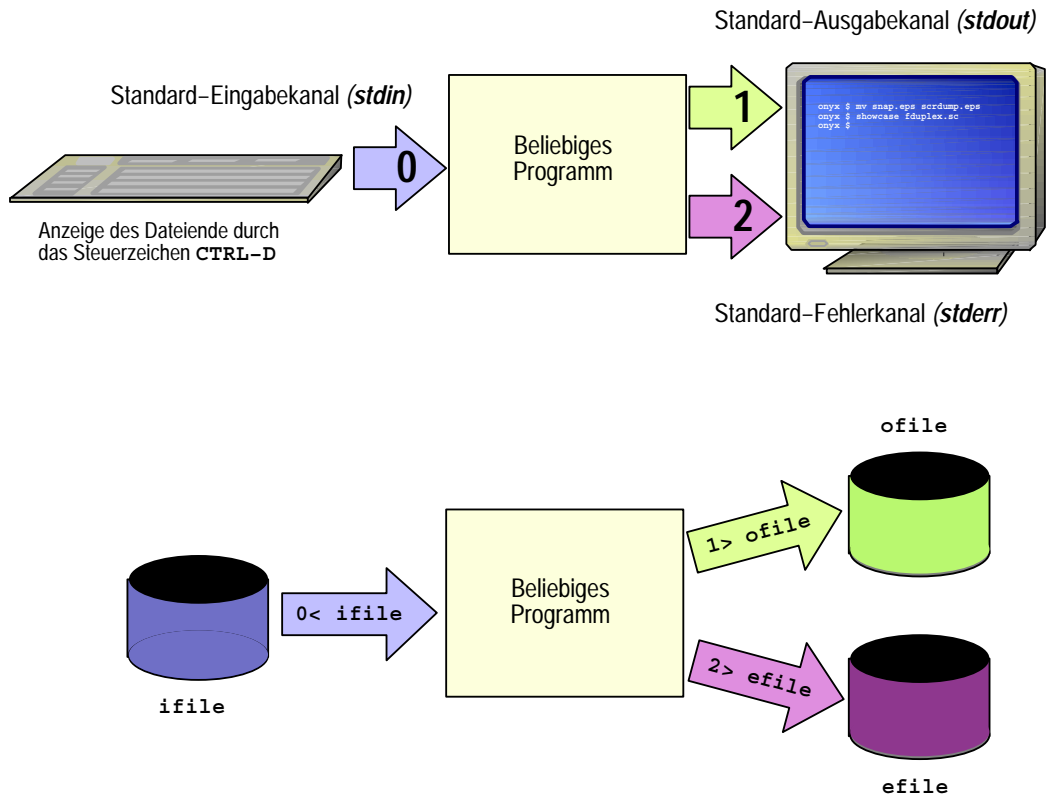 Standard–Ausgabekanal (stdout)
Standard–Eingabekanal (stdin)
0
Beliebiges
Programm
1
2
onyx $ mv snap.eps scrdump.eps
onyx $ showcase fduplex.sc
onyx $
Anzeige des Dateiende durch
das Steuerzeichen CTRL–D
Standard–Fehlerkanal (stderr)
ofile
1> ofile
Beliebiges
Programm
0< ifile
ifile
2> efile
efile